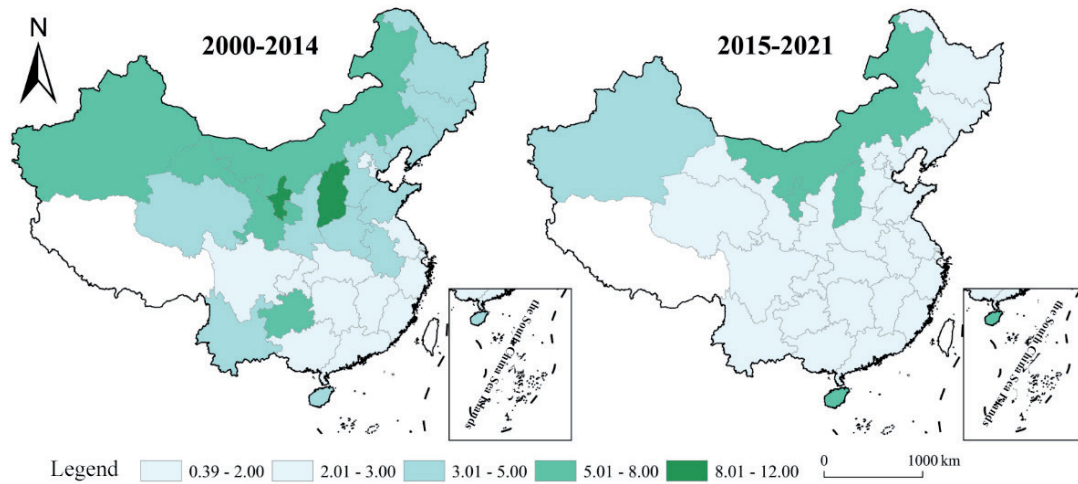 N
2000-2014
2015-2021
the South China Sea Islands
the South China Sea Islands
Legend
0.39 - 2.00
2.01 - 3.00
3.01 - 5.00
5.01 - 8.00
8.01 - 12.00
0
1000 km